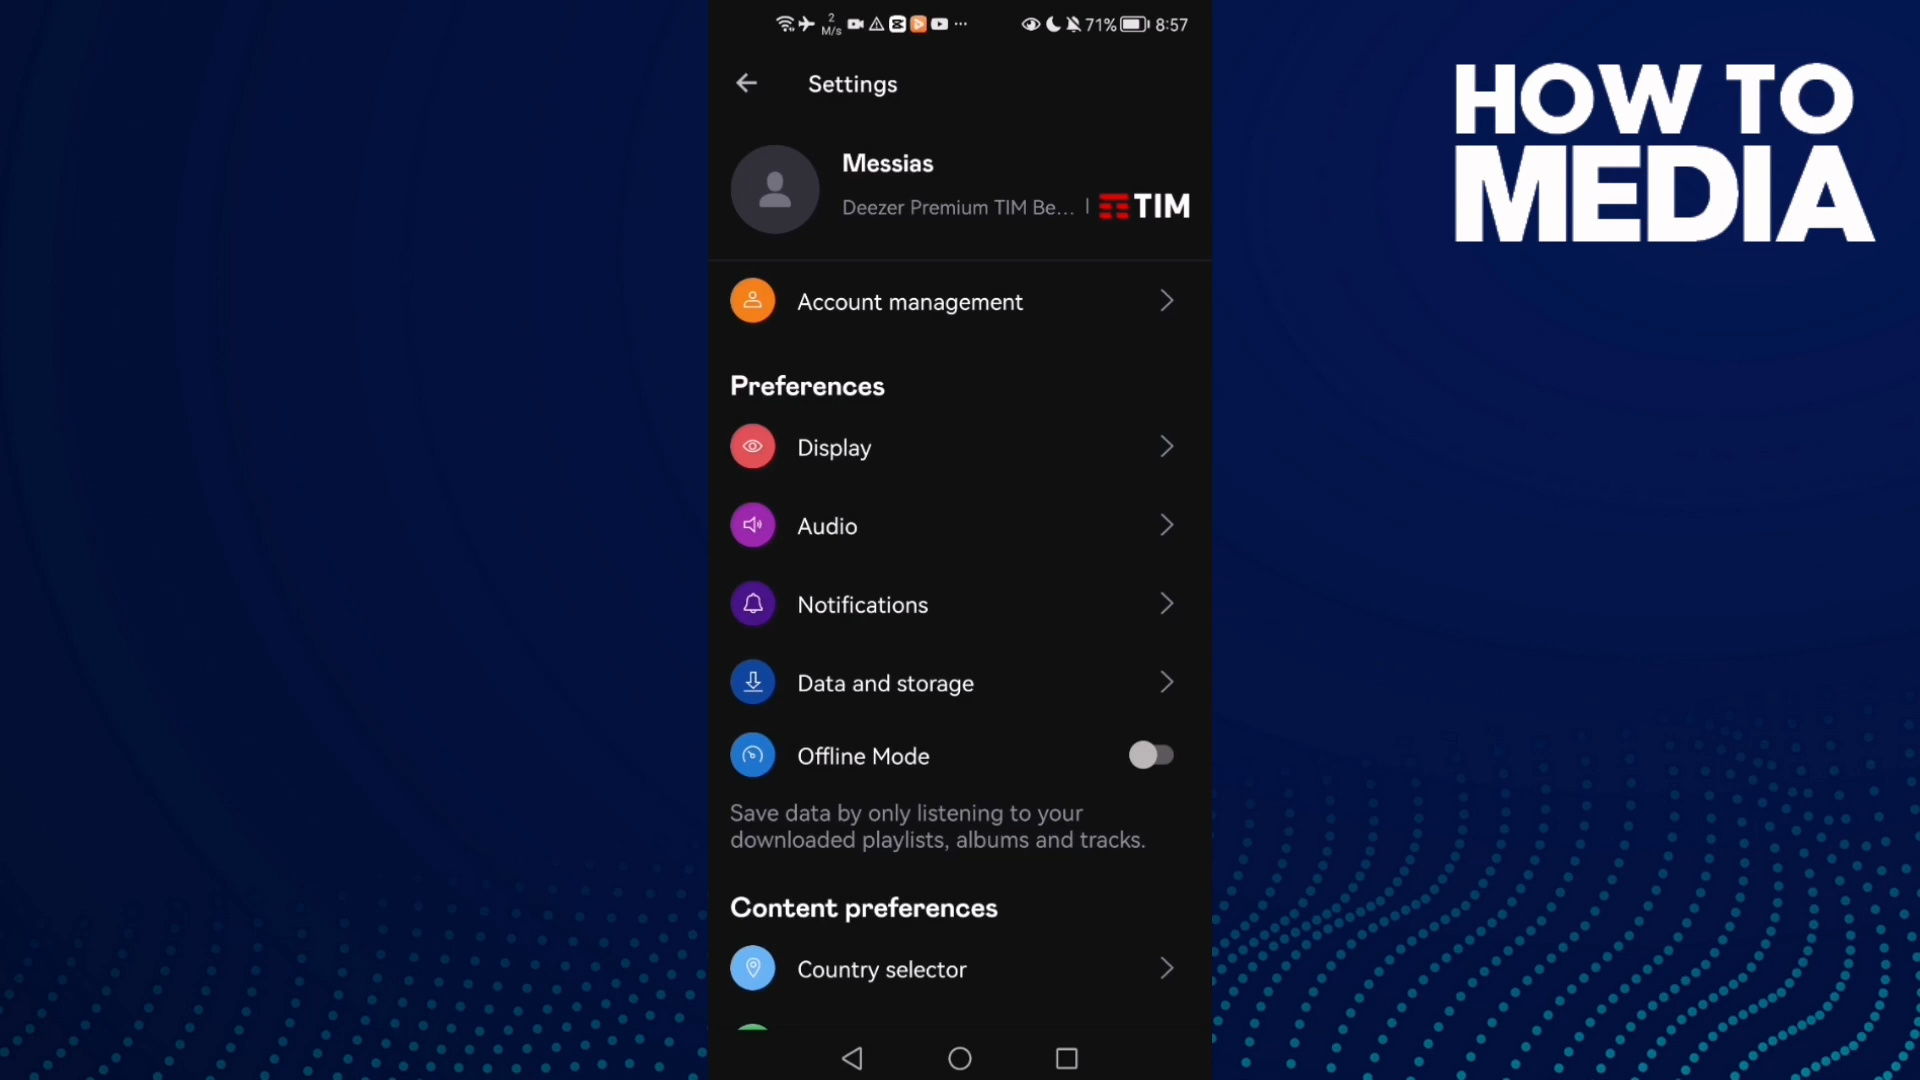 2
M/s
71%
8:57
Settings
HOW TO
MEDIA
Messias
Deezer Premium TIM Be... | TIM
Account management
Preferences
Display
Audio
Notifications
Data and storage
Offline Mode
Save data by only listening to your
downloaded playlists, albums and tracks.
Content preferences
Country selector